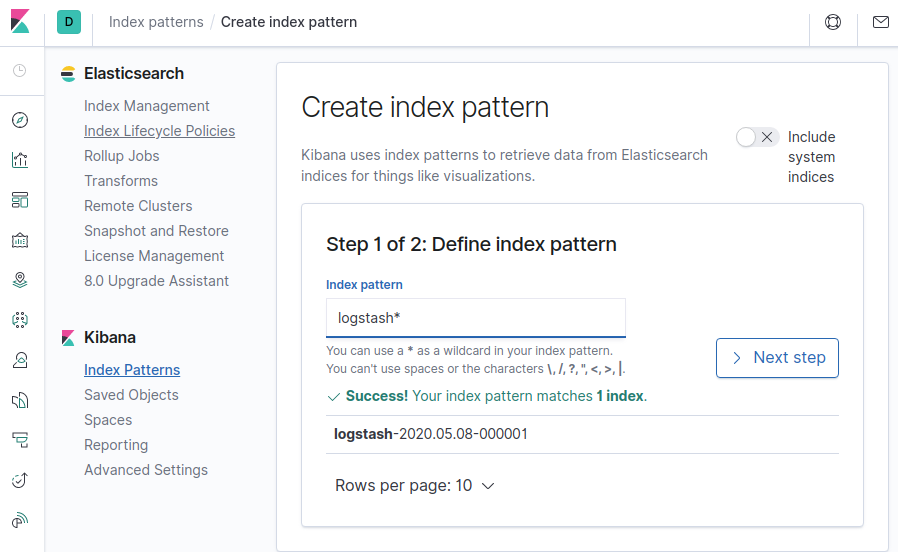 D
Index patterns / Create index pattern
Elasticsearch
Index Management
Index Lifecycle Policies
Rollup Jobs
Transforms
Remote Clusters
Snapshot and Restore
License Management
8.0 Upgrade Assistant
Kibana
Index Patterns
Saved Objects
Spaces
Reporting
Advanced Settings
Create index pattern
Kibana uses index patterns to retrieve data from Elasticsearch
indices for things like visualizations.
Include
system
indices
Step 1 of 2: Define index pattern
Index pattern
logstash*
You can use a * as a wildcard in your index pattern.
You can't use spaces or the characters \, /, ?, ", <, >, |.
Next step
Success! Your index pattern matches 1 index.
logstash-2020.05.08-000001
Rows per page: 10